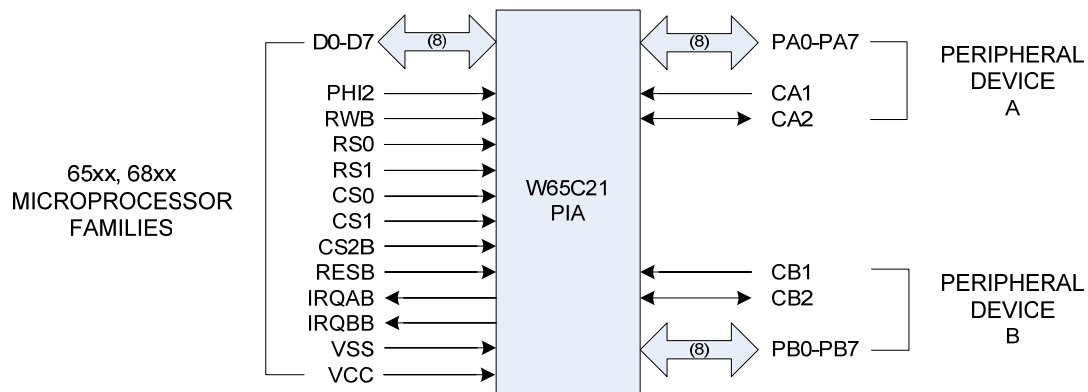 D0-D7
(8)
(8)
PA0-PA7
PHI2
CA1
RWB
CA2
RS0
RS1
CS0
CS1
CS2B
RESB
CB1
IRQAB
CB2
IRQBB
VSS
(8)
PB0-PB7
VCC
65xx, 68xx
MICROPROCESSOR
FAMILIES
W65C21
PIA
PERIPHERAL
DEVICE
A
PERIPHERAL
DEVICE
B